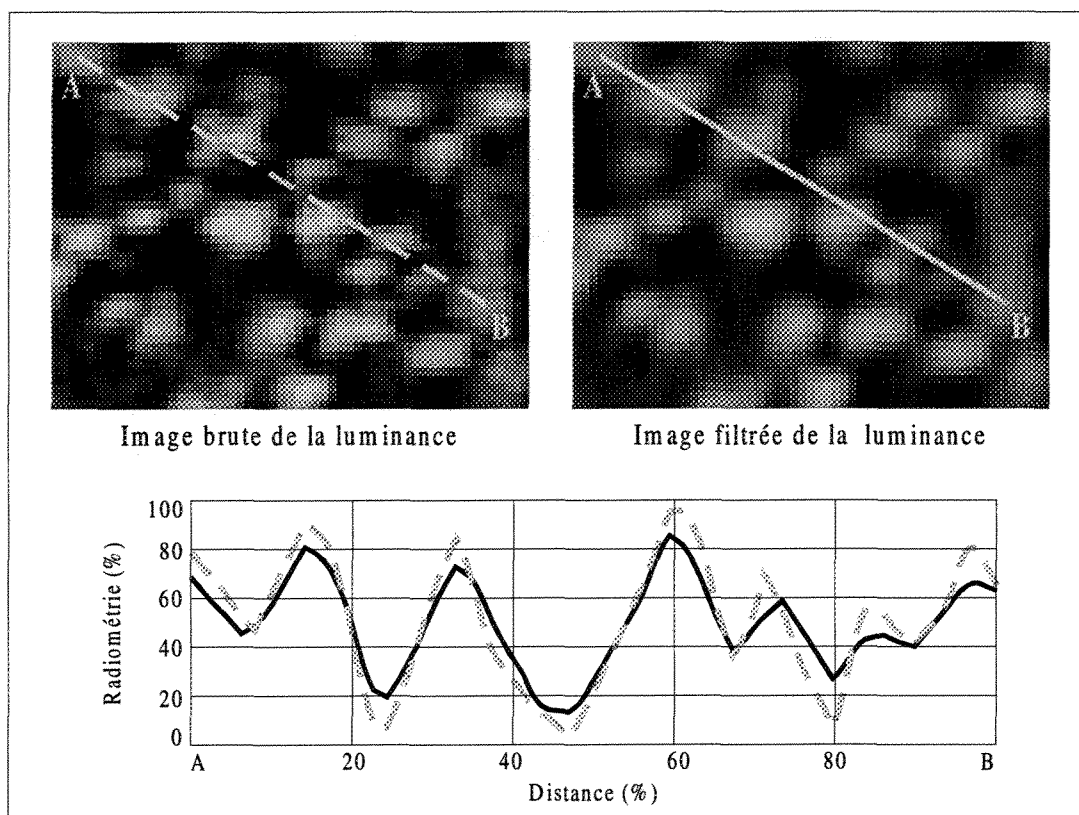 A
B
A
B
Image brute de la luminance
Image filtrée de la luminance
Radiométrie (%)
100
80
60
40
20
0
A
20
40
60
80
B
Distance (%)